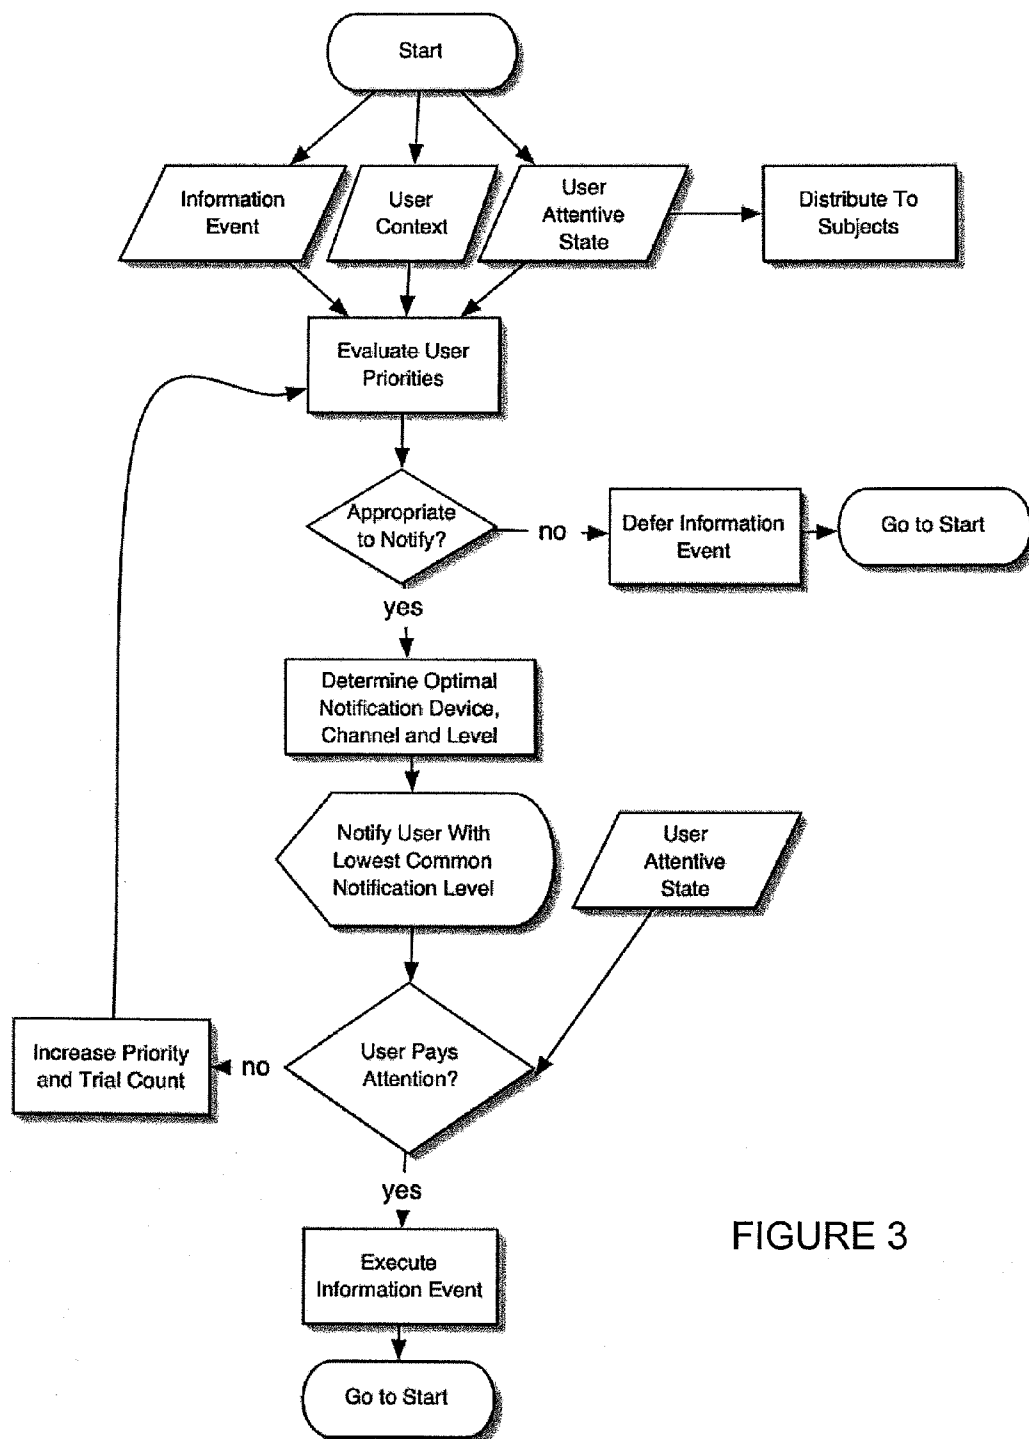 Start
Information
Event
User
Context
User
Attentive
State
Distribute To
Subjects
Evaluate User
Priorities
Appropriate
to Notify?
no
Defer Information
Event
Go to Start
yes
Determine Optimal
Notification Device,
Channel and Level
Notify User With
Lowest Common
Notification Level
User
Attentive
State
User Pays
Attention?
no
Increase Priority
and Trial Count
yes
Execute
Information Event
Go to Start
FIGURE 3